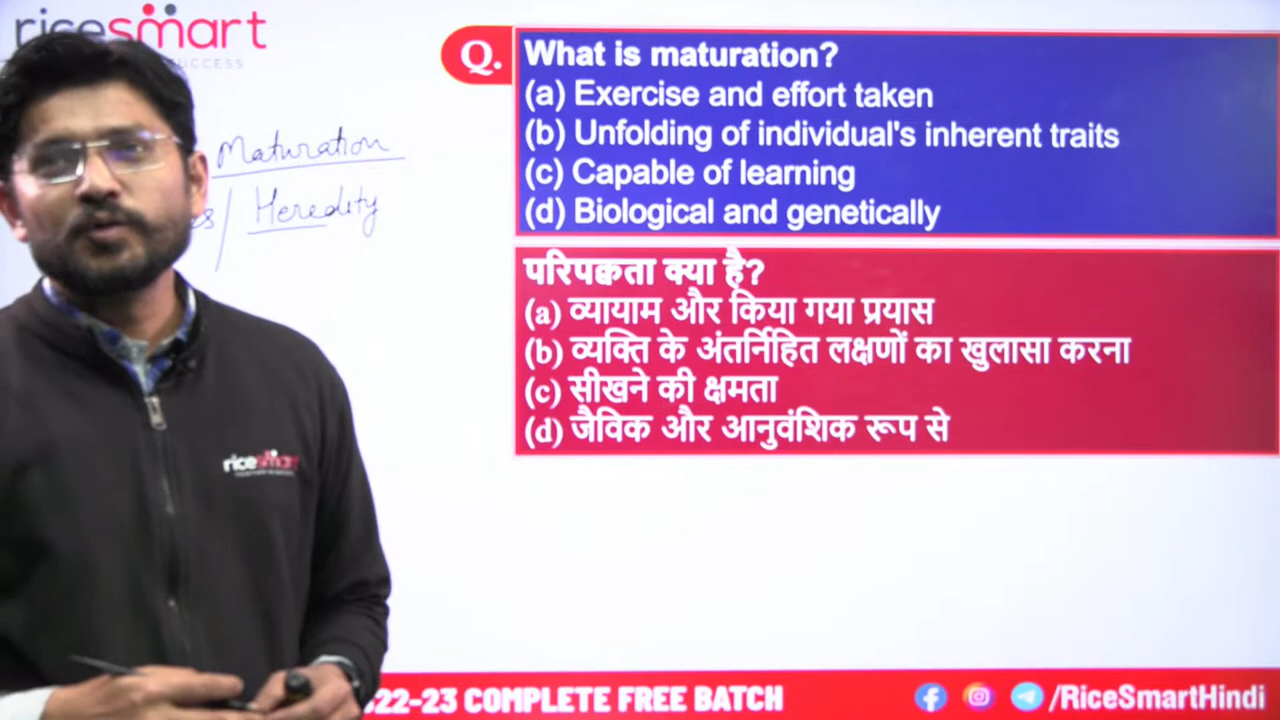 ricesmart
SUCCESS
Maturation
es/ Heredity
Q.
What is maturation?
(a) Exercise and effort taken
(b) Unfolding of individual's inherent traits
(c) Capable of learning
(d) Biological and genetically
परिपक्वता क्या है?
(a) व्यायाम और किया गया प्रयास
(b) व्यक्ति के अंतर्निहित लक्षणों का खुलासा करना
(c) सीखने की क्षमता
(d) जैविक और आनुवंशिक रूप से
ricesmart
22-23 COMPLETE FREE BATCH
/RiceSmartHindi